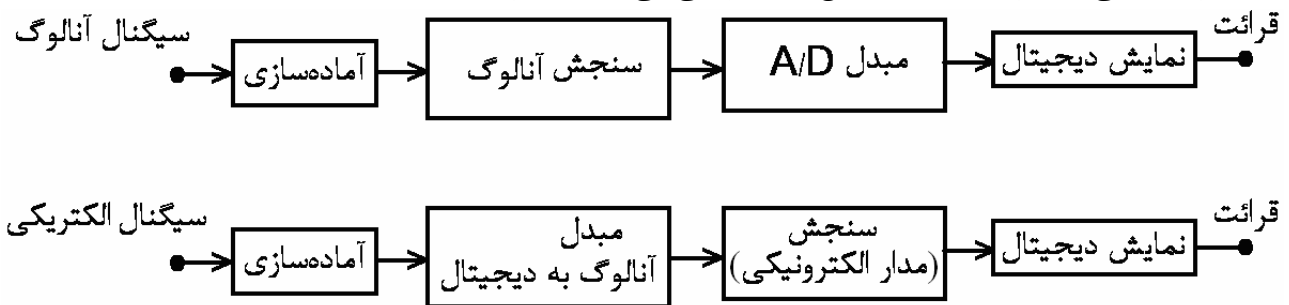 سیگنال آنالوگ
آماده‌سازی
سنجش آنالوگ
مبدل A/D
نمایش دیجیتال
قرائت
سیگنال الکتریکی
آماده‌سازی
مبدل
آنالوگ به دیجیتال
سنجش
(مدار الکترونیکی)
نمایش دیجیتال
قرائت